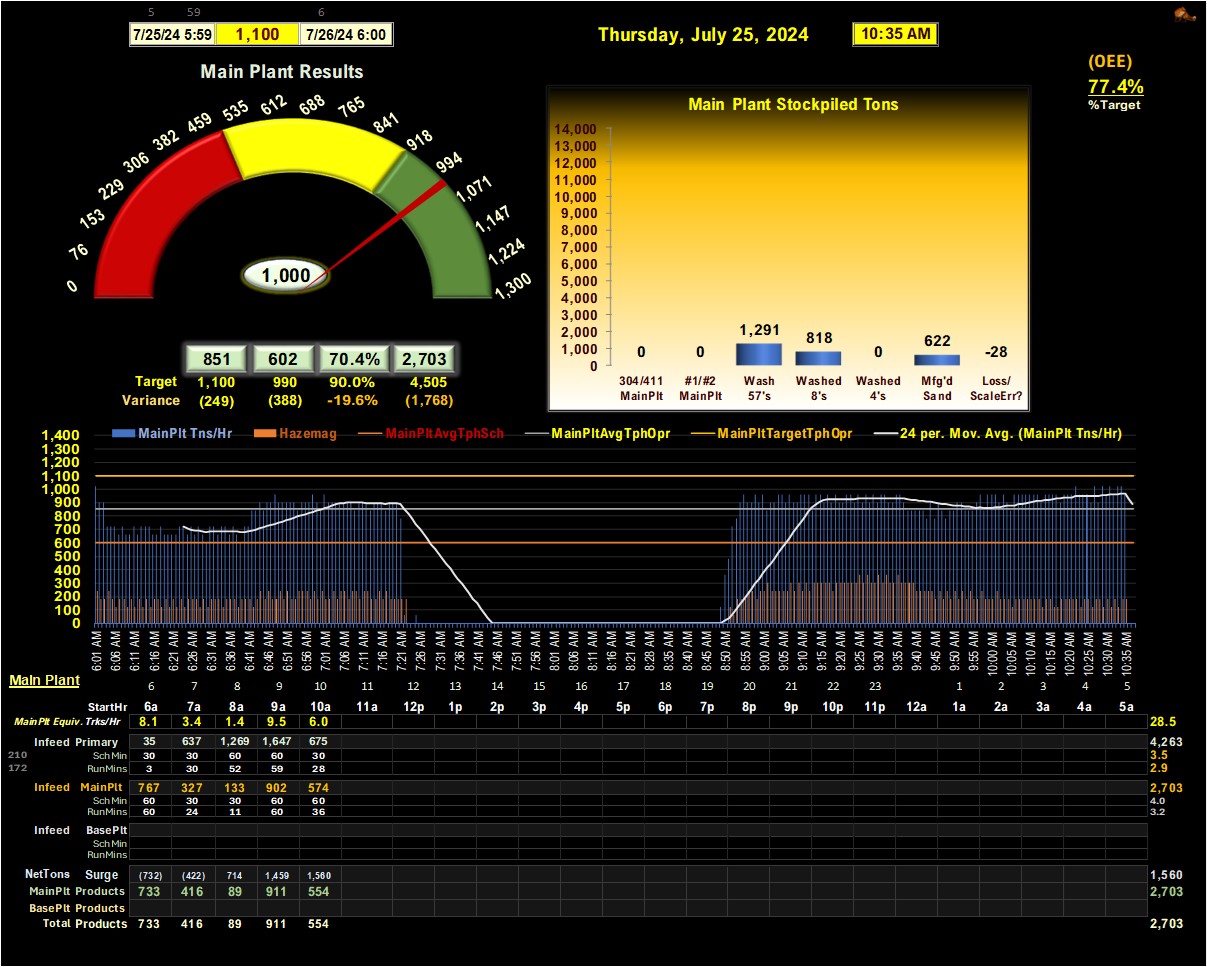 5 59 6
7/25/24 5:59 1,100 7/26/24 6:00
Thursday, July 25, 2024 10:35 AM
(OEE)
77.4%
%Target
Main Plant Results
0 76 153 229 306 382 459 535 612 688 765 841 918 994 1,071 1,147 1,224 1,300
1,000
851 602 70.4% 2,703
Target 1,100 990 90.0% 4,505
Variance (249) (388) -19.6% (1,768)
Main Plant Stockpiled Tons
14,000
13,000
12,000
11,000
10,000
9,000
8,000
7,000
6,000
5,000
4,000
3,000
2,000
1,000
0
0 0 1,291 818 0 622 -28
304/411 #1/#2 Wash Washed Washed Mfg'd Loss/
MainPlt MainPlt 57's 8's 4's Sand ScaleErr?
MainPlt Tns/Hr Hazemag MainPltAvgTphSch MainPltAvgTphOpr MainPltTargetTphOpr 24 per. Mov. Avg. (MainPlt Tns/Hr)
1,400
1,300
1,200
1,100
1,000
900
800
700
600
500
400
300
200
100
0
6:01 AM 6:06 AM 6:11 AM 6:16 AM 6:21 AM 6:26 AM 6:31 AM 6:36 AM 6:41 AM 6:46 AM 6:51 AM 6:56 AM 7:01 AM 7:06 AM 7:11 AM 7:16 AM 7:21 AM 7:26 AM 7:31 AM 7:36 AM 7:41 AM 7:46 AM 7:51 AM 7:56 AM 8:01 AM 8:06 AM 8:11 AM 8:16 AM 8:21 AM 8:28 AM 8:35 AM 8:40 AM 8:45 AM 8:50 AM 8:55 AM 9:00 AM 9:05 AM 9:10 AM 9:15 AM 9:20 AM 9:25 AM 9:30 AM 9:35 AM 9:40 AM 9:45 AM 9:50 AM 9:55 AM 10:00 AM 10:05 AM 10:10 AM 10:15 AM 10:20 AM 10:25 AM 10:30 AM 10:35 AM
Main Plant
6 7 8 9 10 11 12 13 14 15 16 17 18 19 20 21 22 23 1 2 3 4 5
StartHr 6a 7a 8a 9a 10a 11a 12p 1p 2p 3p 4p 5p 6p 7p 8p 9p 10p 11p 12a 1a 2a 3a 4a 5a
MainPlt Equiv. Trks/Hr 8.1 3.4 1.4 9.5 6.0 28.5
Infeed Primary 35 637 1,269 1,647 675 4,263
210 SchMin 30 30 60 60 30 3.5
172 RunMins 3 30 52 59 28 2.9
Infeed MainPlt 767 327 133 902 574 2,703
SchMin 60 30 30 60 60 4.0
RunMins 60 24 11 60 36 3.2
Infeed BasePlt
SchMin
RunMins
NetTons Surge (732) (422) 714 1,459 1,560 1,560
MainPlt Products 733 416 89 911 554 2,703
BasePlt Products
Total Products 733 416 89 911 554 2,703